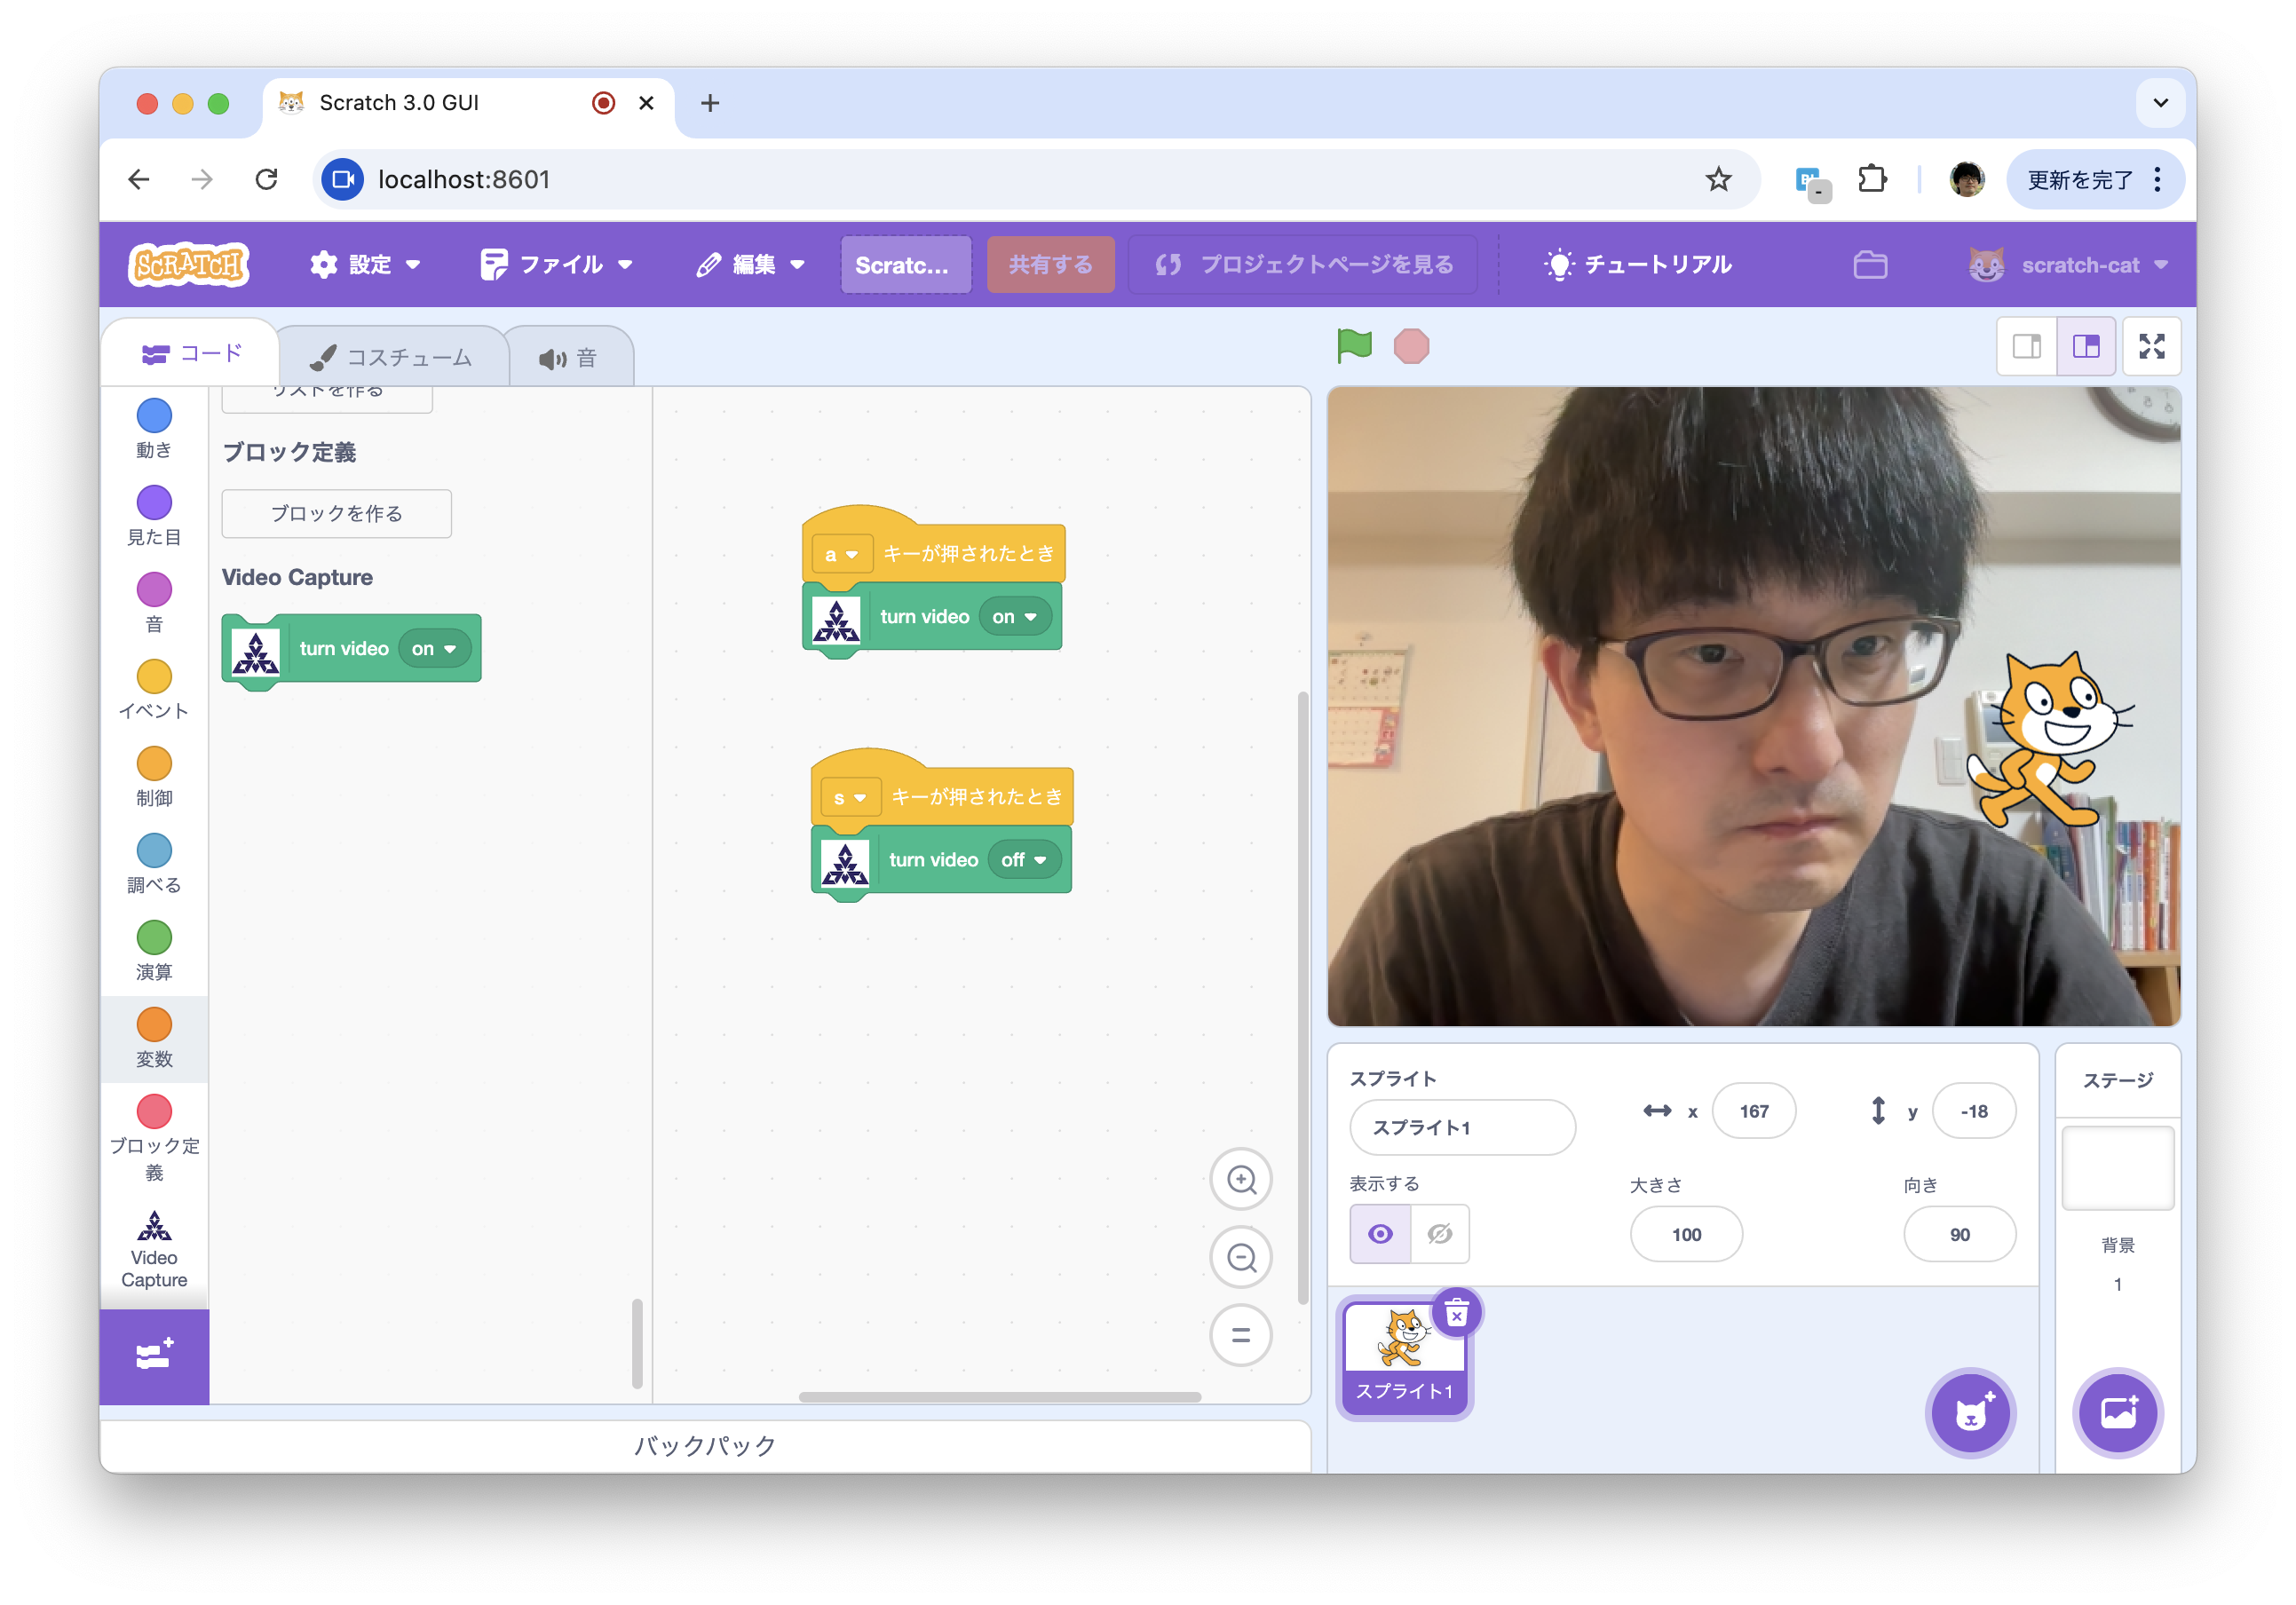 Scratch 3.0 GUI
localhost:8601
更新を完了
SCRATCH
設定
ファイル
編集
Scratc...
共有する
プロジェクトページを見る
チュートリアル
scratch-cat
コード
コスチューム
音
動き
見た目
音
イベント
制御
調べる
演算
変数
ブロック定
義
Video
Capture
リストを作る
ブロック定義
ブロックを作る
Video Capture
turn video on
a キーが押されたとき
turn video on
s キーが押されたとき
turn video off
バックパック
スプライト
スプライト1
x 167
y -18
表示する
大きさ
100
向き
90
スプライト1
ステージ
背景
1